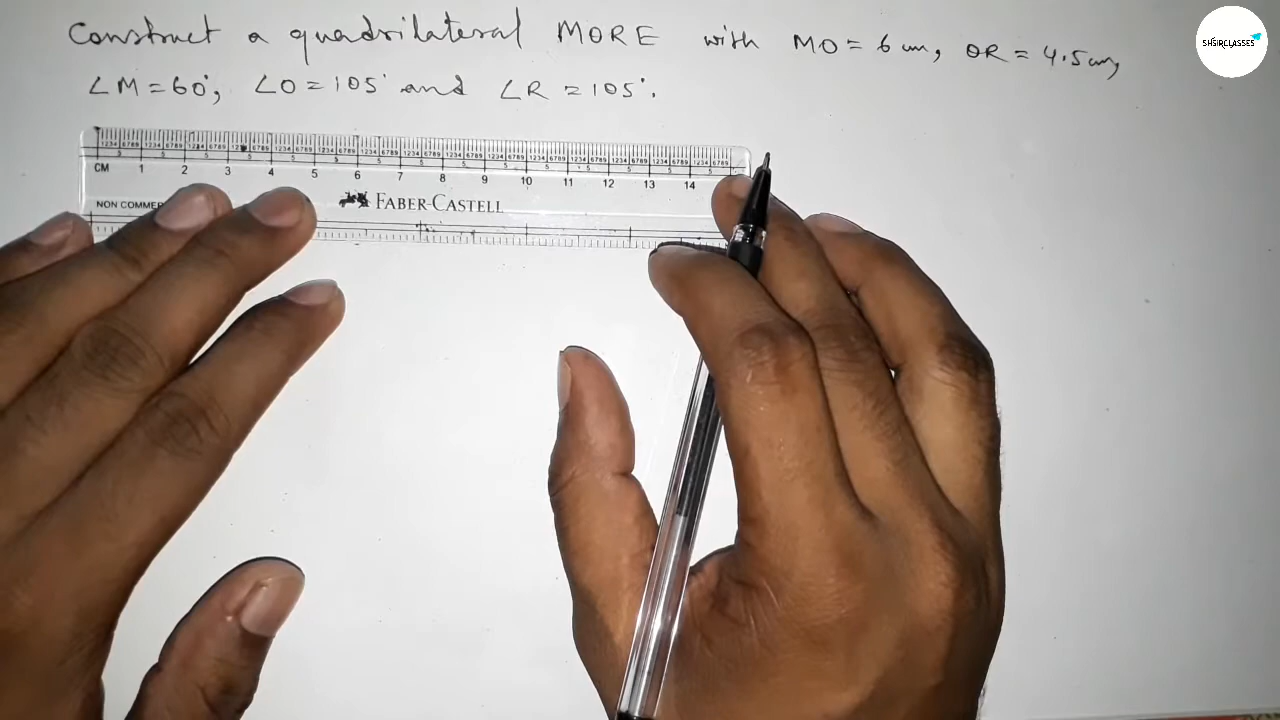 Construct a quadrilateral MORE with MO = 6 cm, OR = 4.5 cm,
∠M = 60°, ∠O = 105° and ∠R = 105°.
SHSIRCLASSES
CM 1 2 3 4 5 6 7 8 9 10 11 12 13 14
NON COMMER
FABER-CASTELL